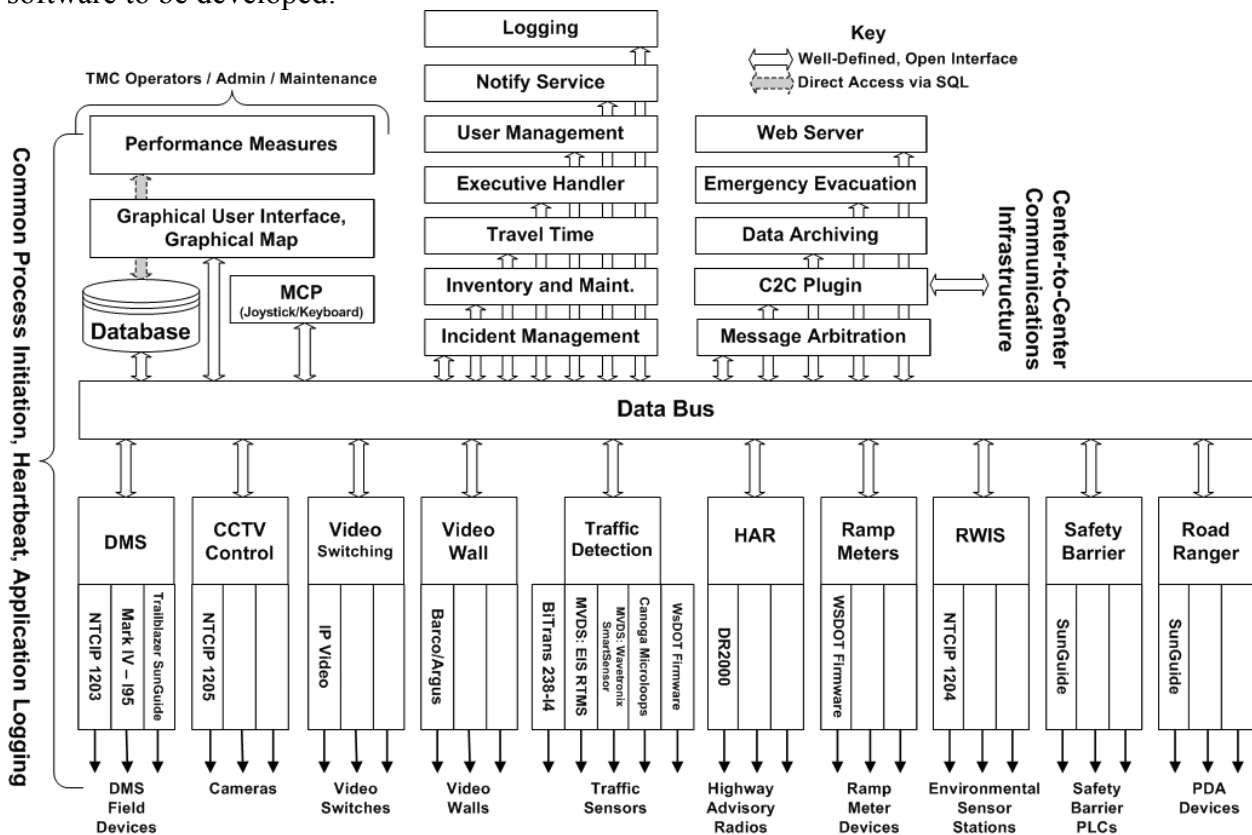 software to be developed.
Logging
Key
Well-Defined, Open Interface
Direct Access via SQL
TMC Operators / Admin / Maintenance
Notify Service
Performance Measures
User Management
Web Server
Executive Handler
Emergency Evacuation
Graphical User Interface,
Graphical Map
Travel Time
Data Archiving
Center-to-Center
Communications
Infrastructure
Database
MCP
(Joystick/Keyboard)
Inventory and Maint.
C2C Plugin
Incident Management
Message Arbitration
Common Process Initiation, Heartbeat, Application Logging
Data Bus
DMS
CCTV
Control
Video
Switching
Video
Wall
Traffic
Detection
HAR
Ramp
Meters
RWIS
Safety
Barrier
Road
Ranger
NTCIP 1203
Mark IV – I95
Trailblazer SunGuide
NTCIP 1205
IP Video
Barco/Argus
BiTrans 238-I4
MVDS: EIS RTMS
MVDS: Wavetronix
SmartSensor
Canoga Microloops
WsDOT Firmware
DR2000
WSDOT Firmware
NTCIP 1204
SunGuide
SunGuide
DMS
Field
Devices
Cameras
Video
Switches
Video
Walls
Traffic
Sensors
Highway
Advisory
Radios
Ramp
Meter
Devices
Environmental
Sensor
Stations
Safety
Barrier
PLCs
PDA
Devices